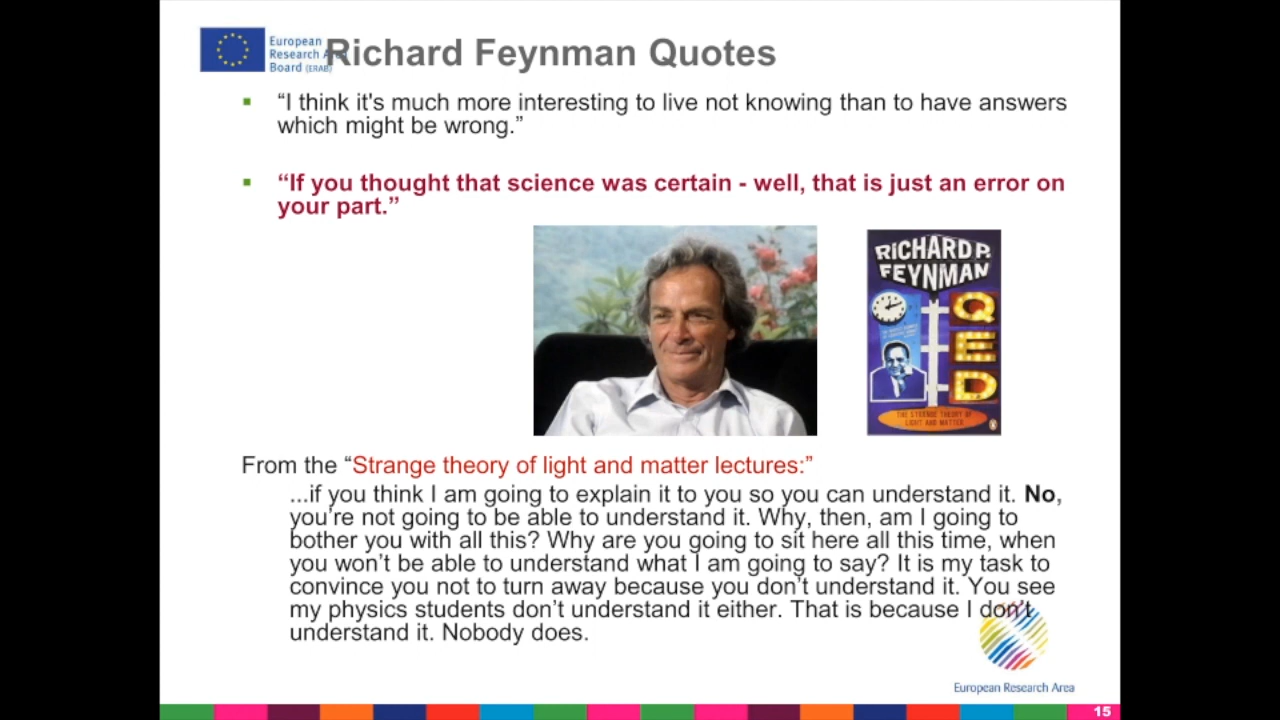 European
Research Area
Board (ERAB)
Richard Feynman Quotes
“I think it's much more interesting to live not knowing than to have answers
which might be wrong.”
“If you thought that science was certain - well, that is just an error on
your part.”
RICHARD P.
FEYNMAN
Q
E
D
THE STRANGE THEORY OF
LIGHT AND MATTER
From the “Strange theory of light and matter lectures:”
...if you think I am going to explain it to you so you can understand it. No,
you’re not going to be able to understand it. Why, then, am I going to
bother you with all this? Why are you going to sit here all this time, when
you won’t be able to understand what I am going to say? It is my task to
convince you not to turn away because you don’t understand it. You see
my physics students don’t understand it either. That is because I don’t
understand it. Nobody does.
European Research Area
15